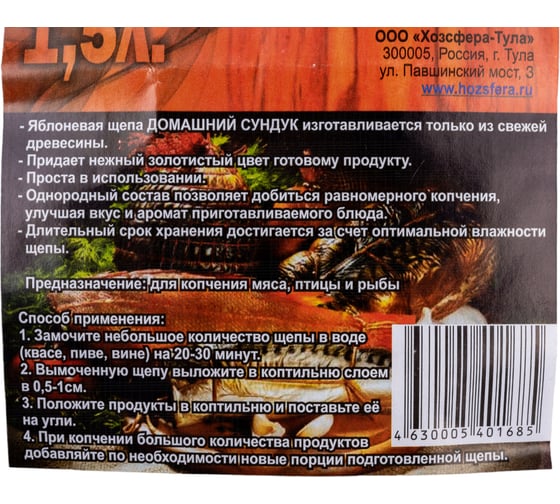 1,5л.
ООО «Хозсфера-Тула»
300005, Россия, г. Тула
ул. Павшинский мост, 3
www.hozsfera.ru
- Яблоневая щепа ДОМАШНИЙ СУНДУК изготавливается только из свежей
древесины.
- Придает нежный золотистый цвет готовому продукту.
- Проста в использовании.
- Однородный состав позволяет добиться равномерного копчения,
улучшая вкус и аромат приготавливаемого блюда.
- Длительный срок хранения достигается за счет оптимальной влажности
щепы.
Предназначение: для копчения мяса, птицы и рыбы
Способ применения:
1. Замочите небольшое количество щепы в воде
(квасе, пиве, вине) на 20-30 минут.
2. Вымоченную щепу выложите в коптильню слоем
в 0,5-1см.
3. Положите продукты в коптильню и поставьте её
на угли.
4. При копчении большого количества продуктов
добавляйте по необходимости новые порции подготовленной щепы.
4 630005 401685